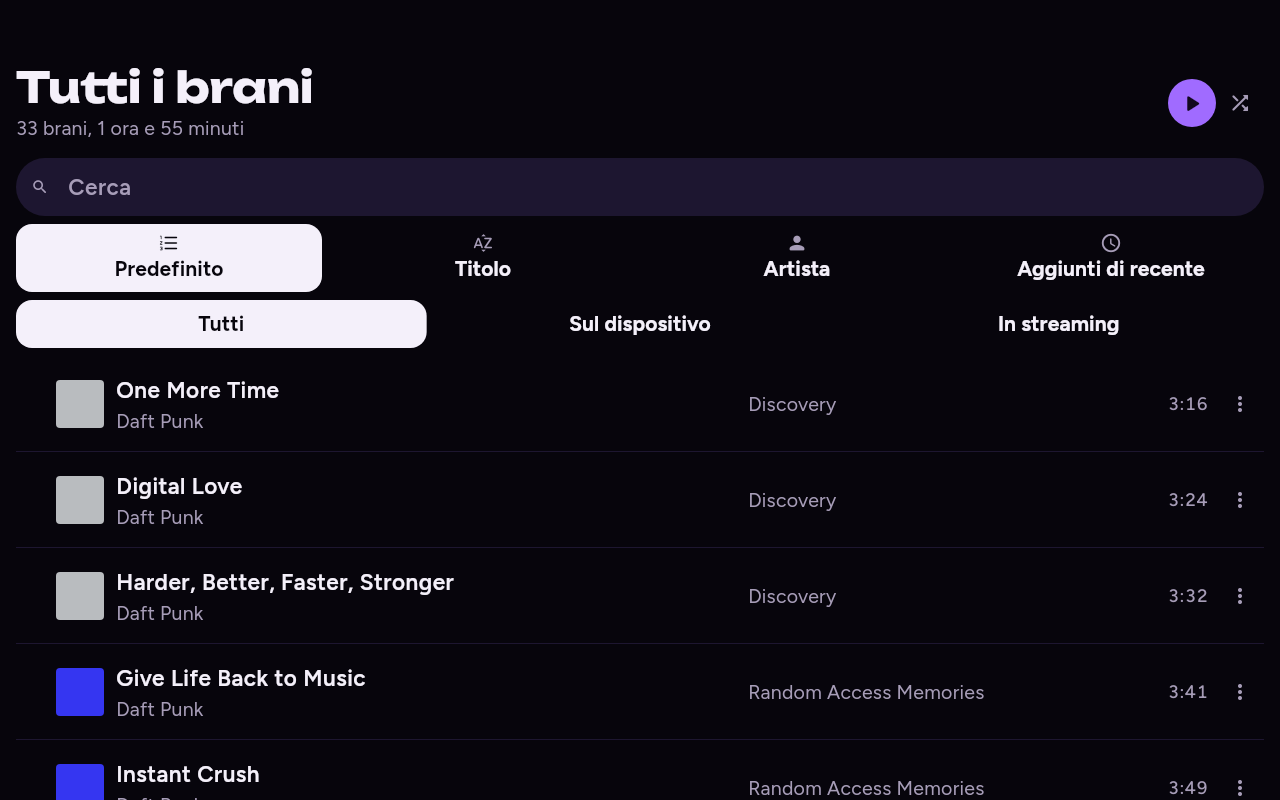 Tutti i brani
33 brani, 1 ora e 55 minuti
Cerca
Predefinito
Titolo
Artista
Aggiunti di recente
Tutti
Sul dispositivo
In streaming
One More Time
Daft Punk
Discovery
3:16
Digital Love
Daft Punk
Discovery
3:24
Harder, Better, Faster, Stronger
Daft Punk
Discovery
3:32
Give Life Back to Music
Daft Punk
Random Access Memories
3:41
Instant Crush
Random Access Memories
3:49